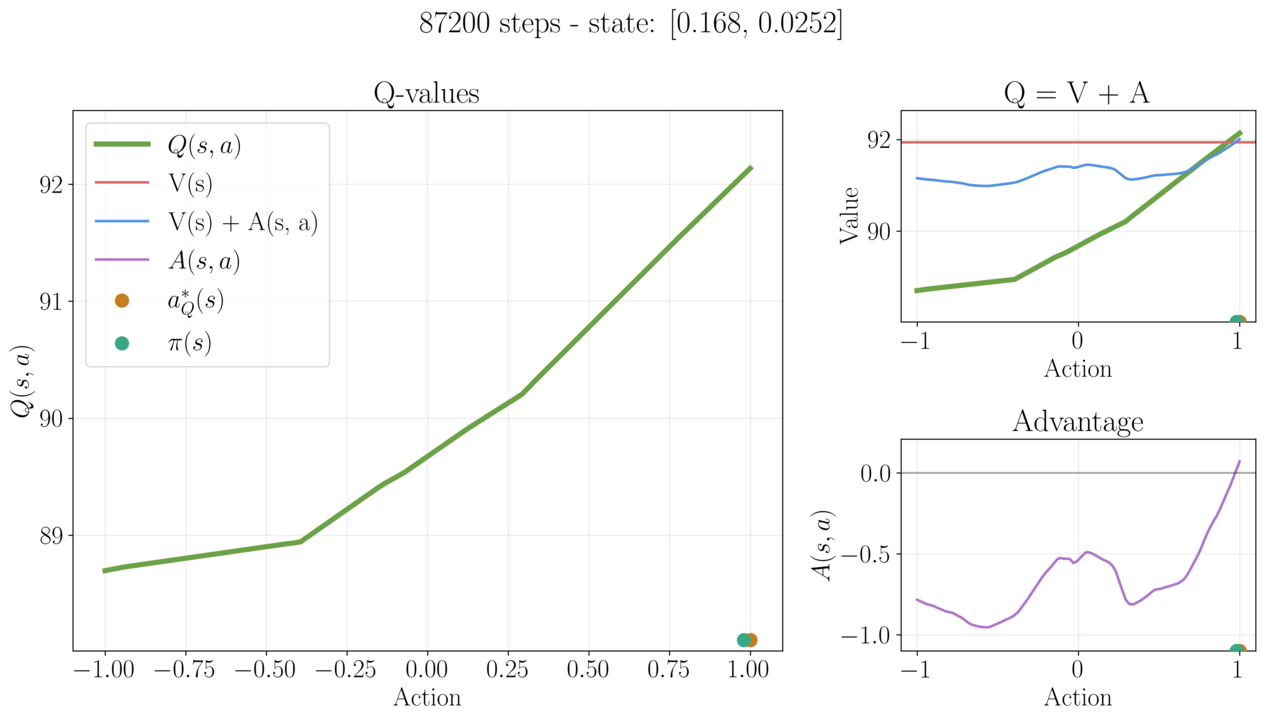 87200 steps - state: [0.168, 0.0252]
Q-values
Q(s, a)
V(s)
V(s) + A(s, a)
A(s, a)
a*Q(s)
π(s)
Q(s, a)
92
91
90
89
−1.00
−0.75
−0.50
−0.25
0.00
0.25
0.50
0.75
1.00
Action
Q = V + A
Value
92
90
−1
0
1
Action
Advantage
A(s, a)
0.0
−0.5
−1.0
−1
0
1
Action